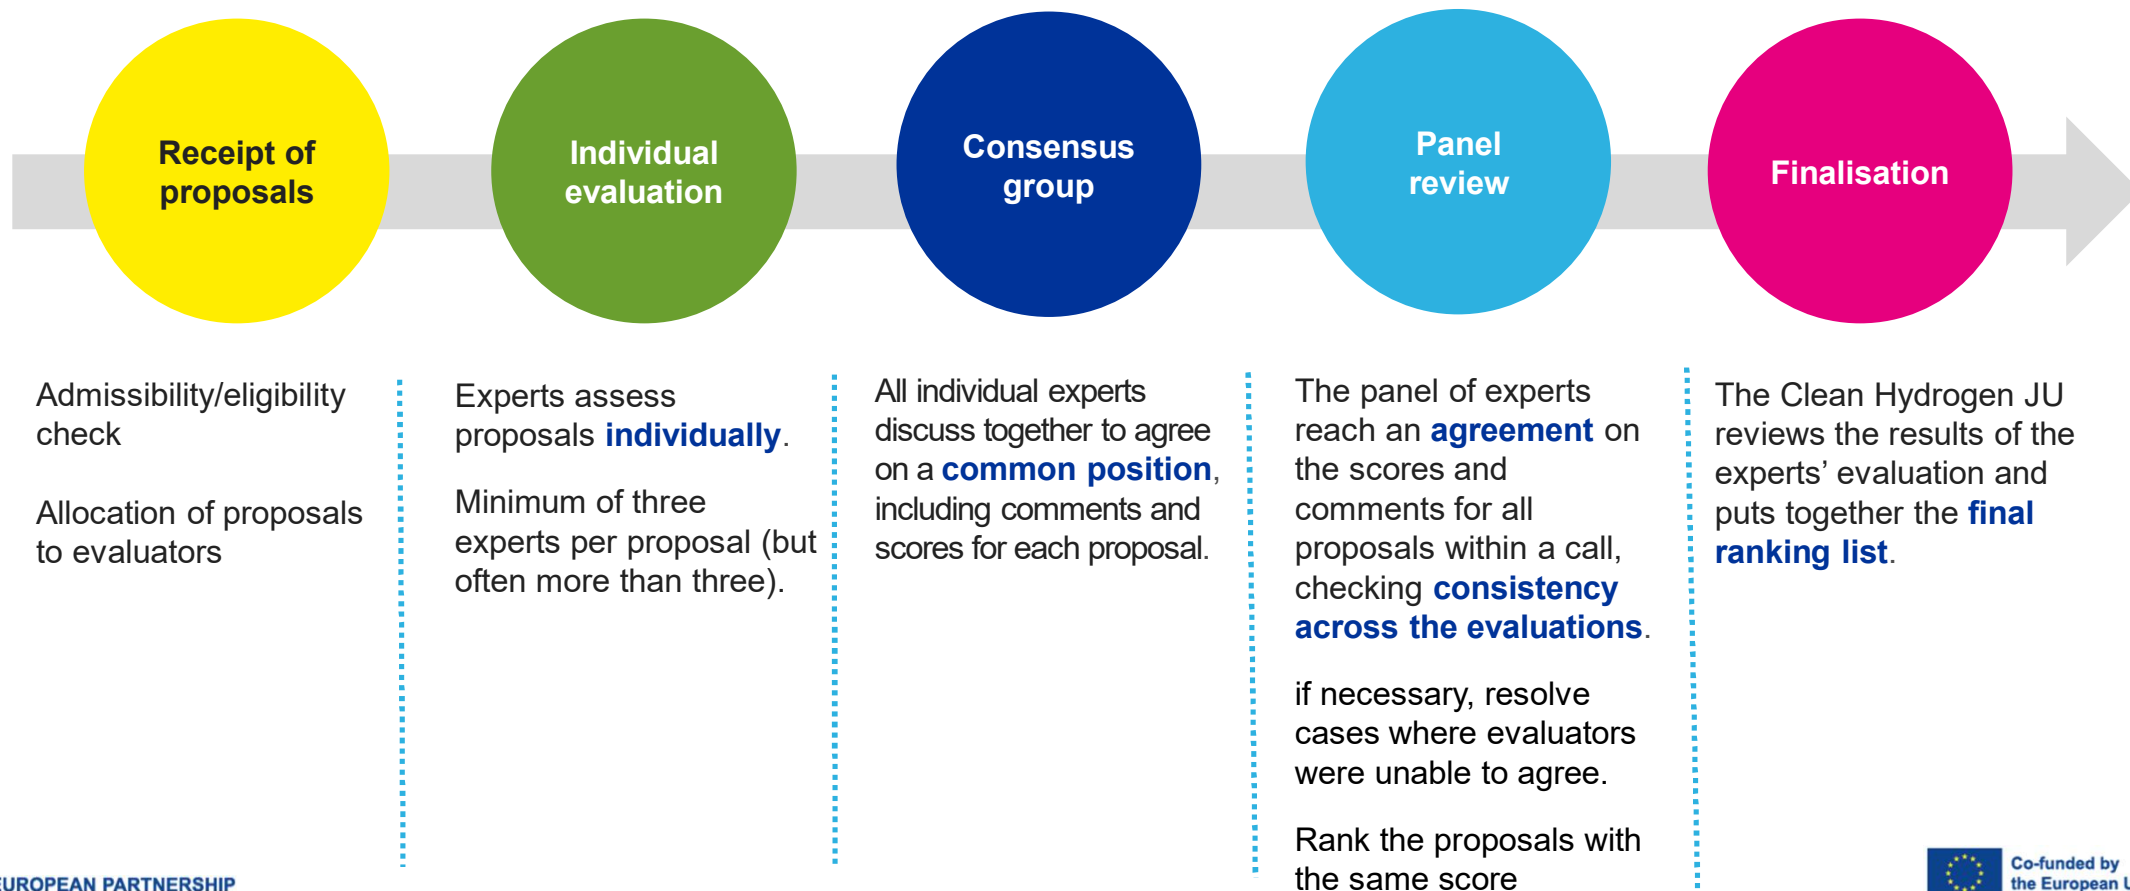 Receipt of
proposals
Individual
evaluation
Consensus
group
Panel
review
Finalisation
Admissibility/eligibility
check
Allocation of proposals
to evaluators
Experts assess
proposals individually.
Minimum of three
experts per proposal (but
often more than three).
All individual experts
discuss together to agree
on a common position,
including comments and
scores for each proposal.
The panel of experts
reach an agreement on
the scores and
comments for all
proposals within a call,
checking consistency
across the evaluations.
if necessary, resolve
cases where evaluators
were unable to agree.
Rank the proposals with
the same score
The Clean Hydrogen JU
reviews the results of the
experts’ evaluation and
puts together the final
ranking list.
EUROPEAN PARTNERSHIP
Co-funded by
the European